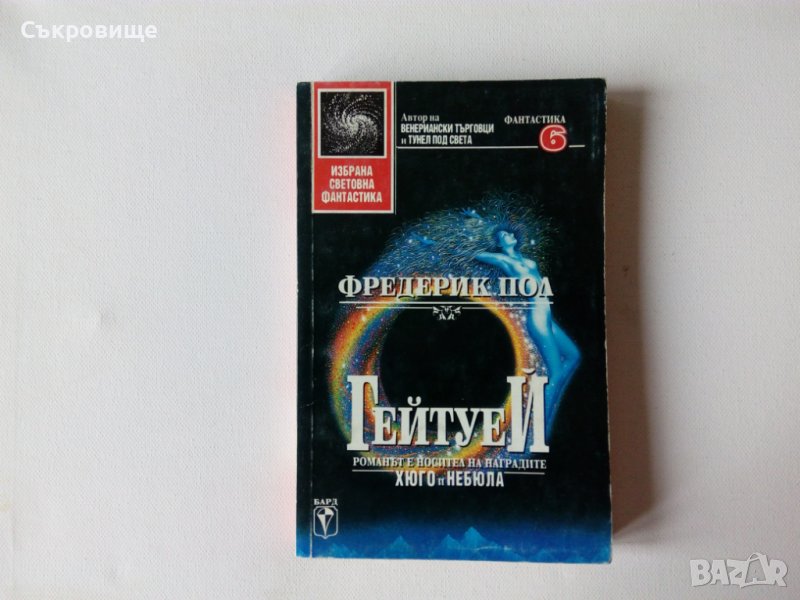 Съкровище
Автор на
ВЕНЕРИАНСКИ ТЪРГОВЦИ
и ТУНЕЛ ПОД СВЕТА
ФАНТАСТИКА
6
ИЗБРАНА
СВЕТОВНА
ФАНТАСТИКА
ФРЕДЕРИК ПОЛ
ГЕЙТУЕЙ
РОМАНЪТ Е НОСИТЕЛ НА НАГРАДИТЕ
ХЮГО и НЕБЮЛА
БАРД
BAZAR